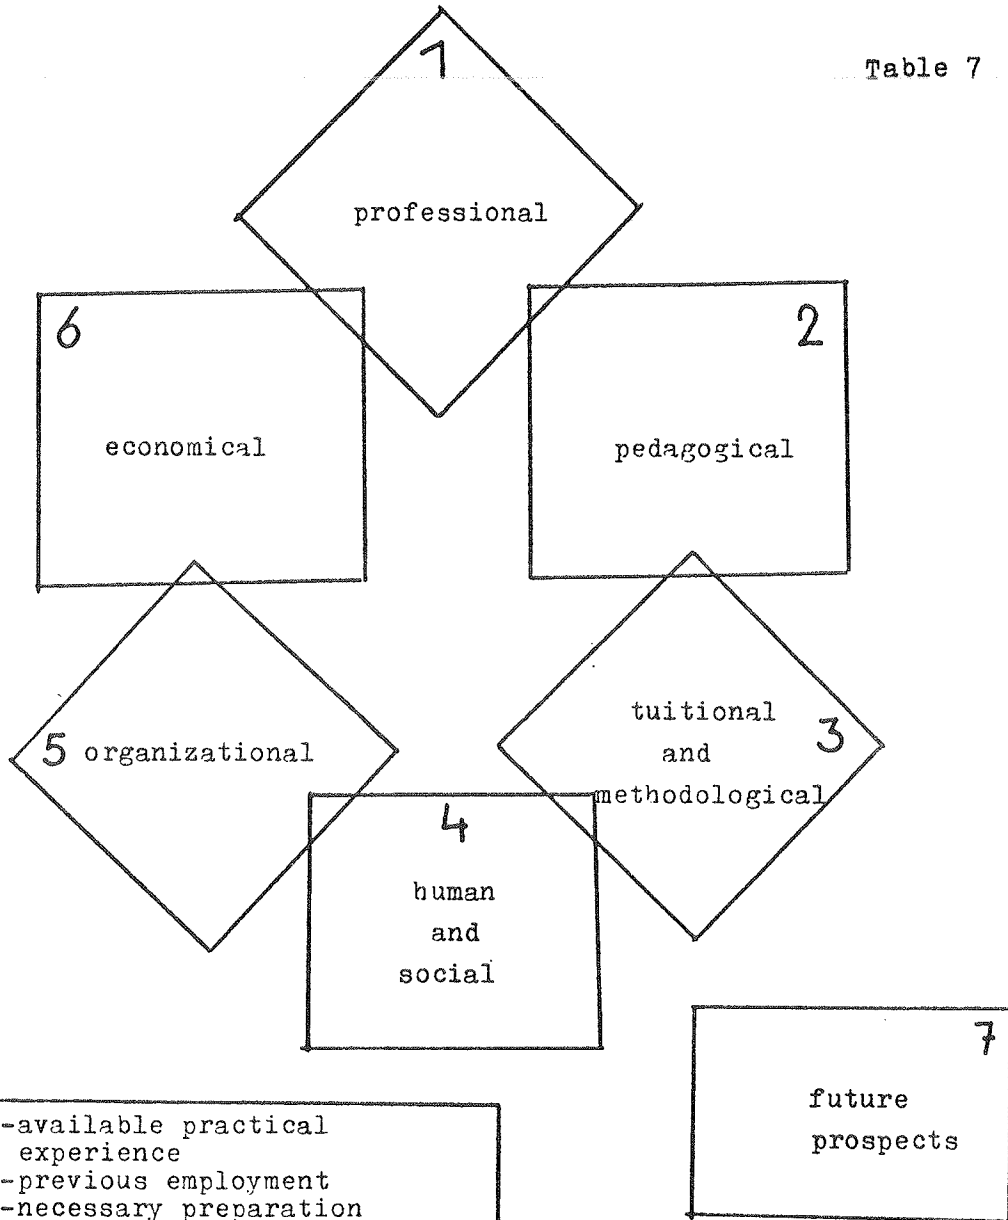 Table 7
1
professional
6
2
economical
pedagogical
5 organizational
tuitional
and
methodological
3
4
human
and
social
7
future
prospects
-available practical
experience
-previous employment
-necessary preparation